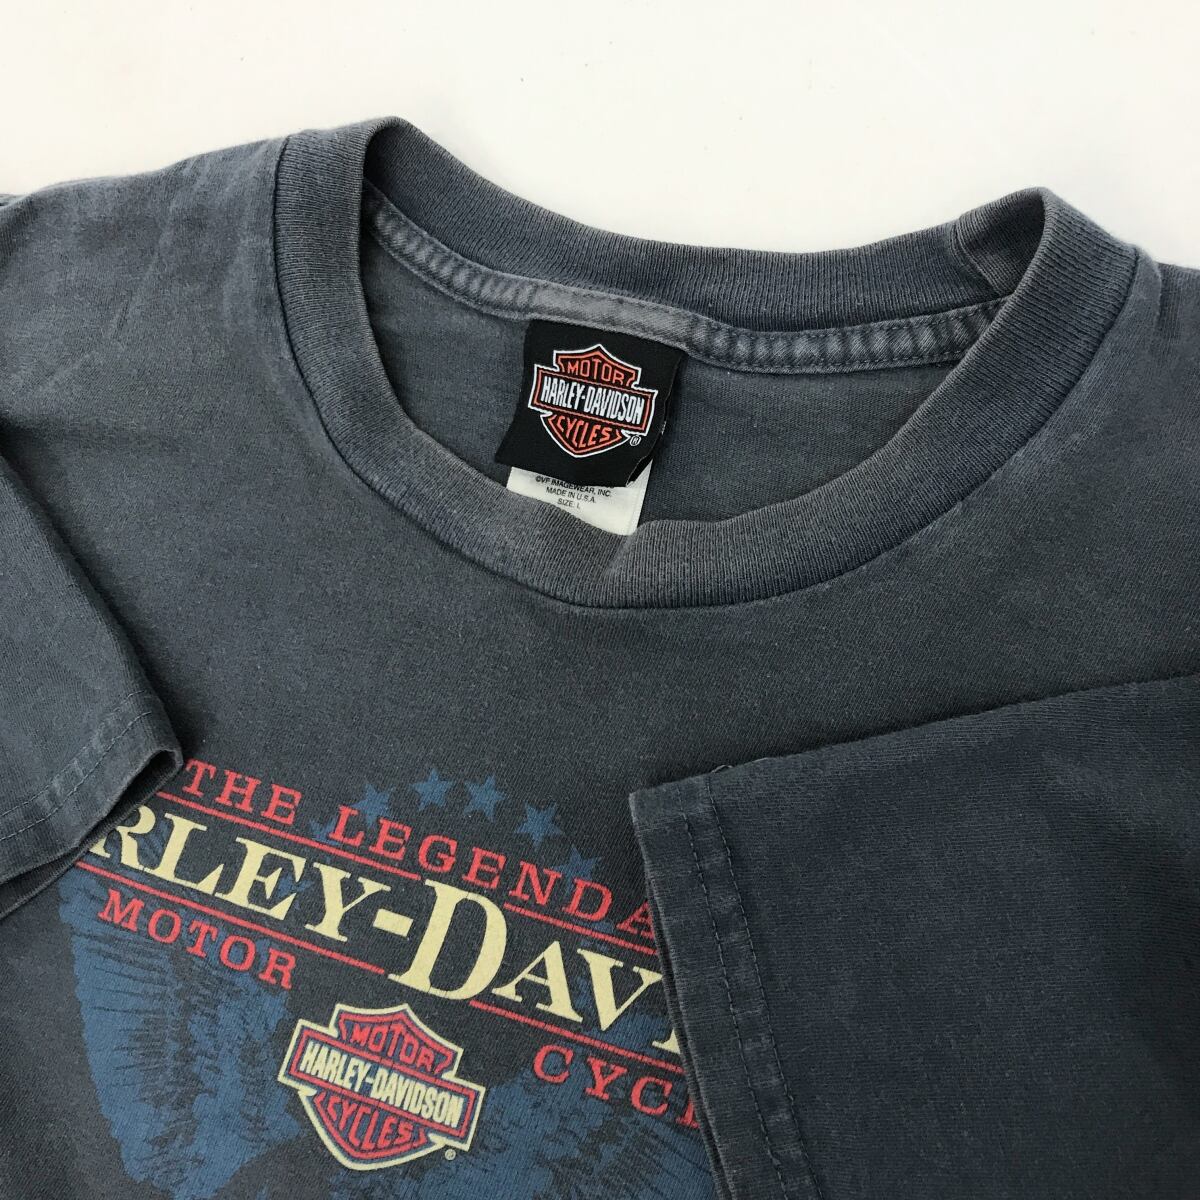 MOTOR
HARLEY-DAVIDSON
CYCLES
®
©VF IMAGEWEAR, INC.
MADE IN U.S.A.
SIZE: L
THE LEGENDA
RLEY-DAV
MOTOR
CYC
MOTOR
HARLEY-DAVIDSON
CYCLES
®